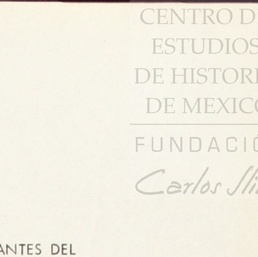 CENTRO D
ESTUDIOS
DE HISTORI
DE MEXICO
FUNDACIÓ
Carlos Sli
ANTES DEL